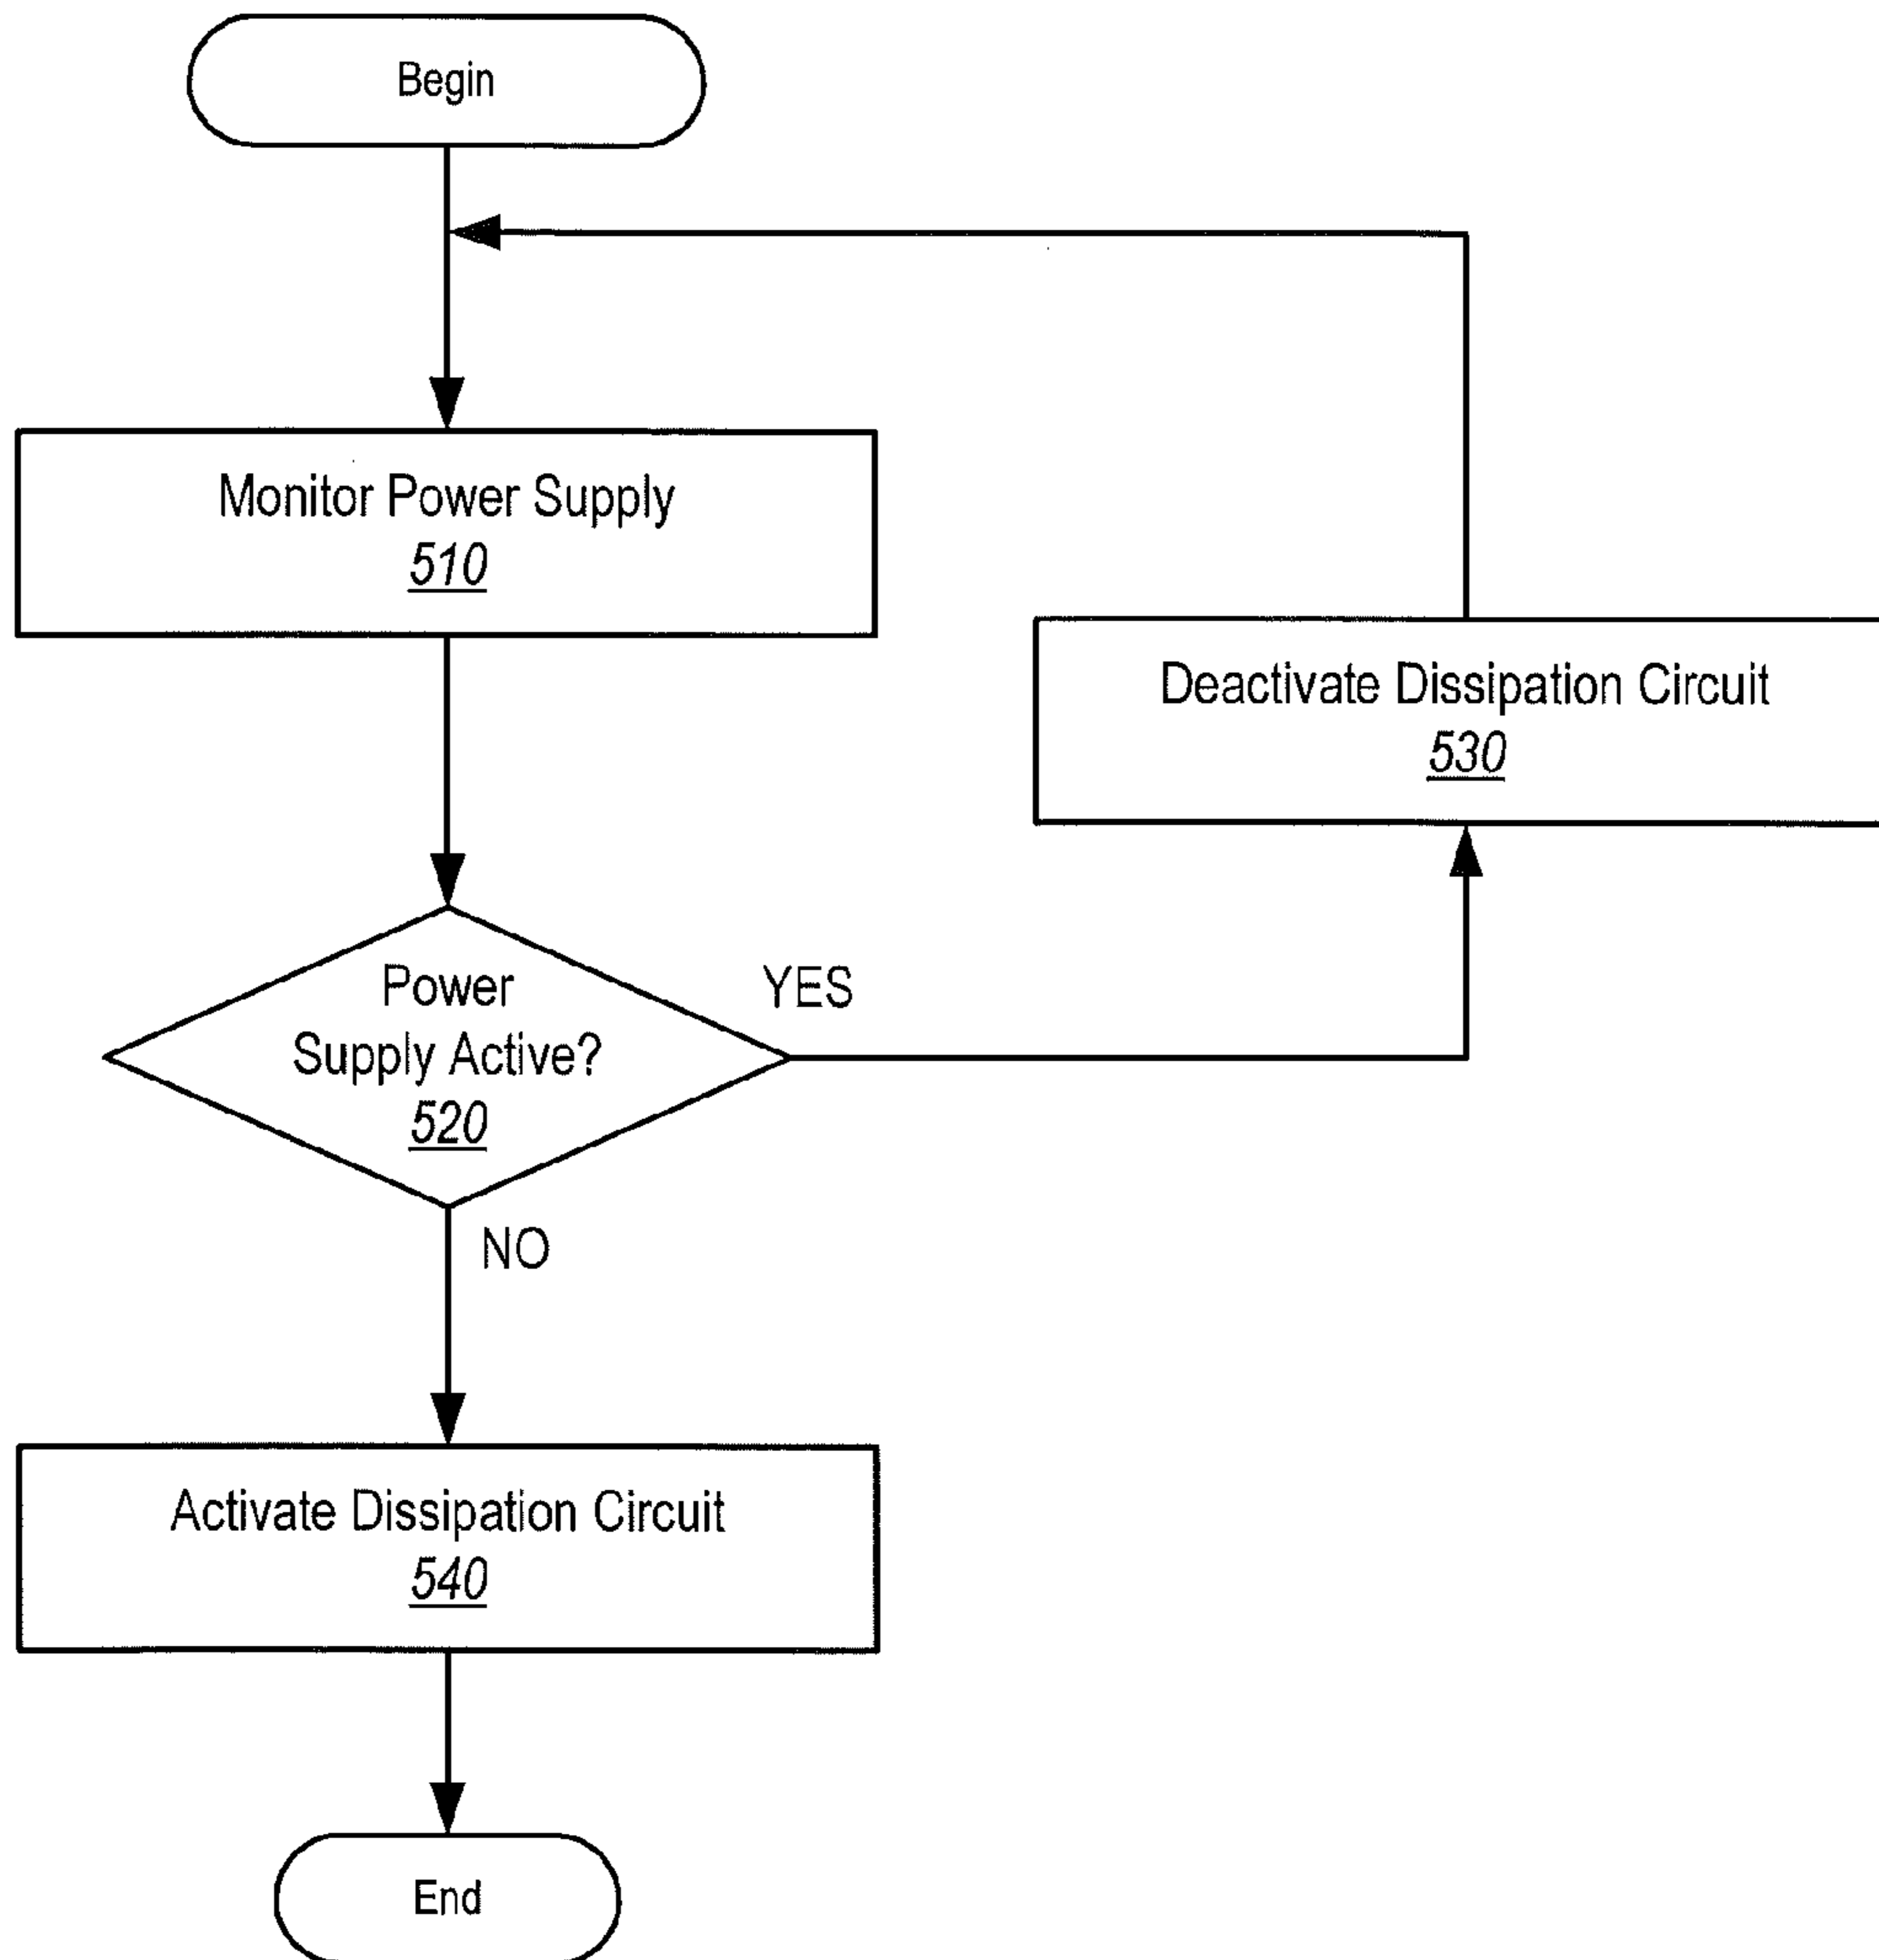 Begin
Monitor Power Supply
510
Deactivate Dissipation Circuit
530
Power
Supply Active?
520
YES
NO
Activate Dissipation Circuit
540
End